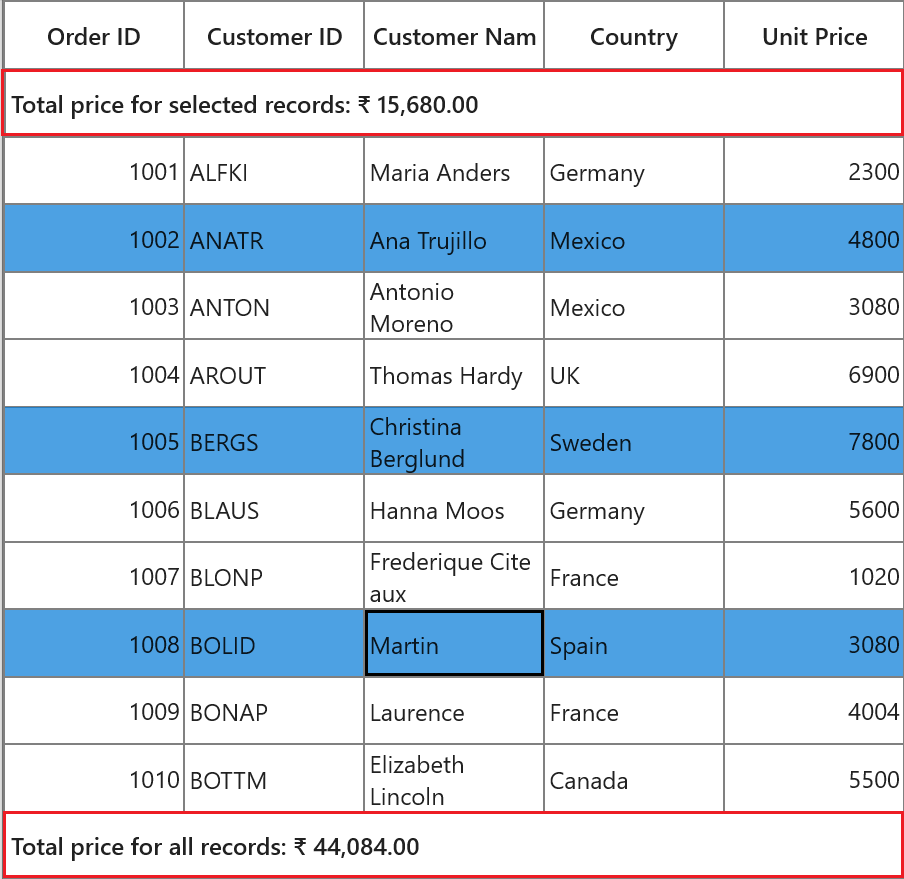 Order ID Customer ID Customer Nam Country Unit Price
Total price for selected records: ₹ 15,680.00
1001 ALFKI Maria Anders Germany 2300
1002 ANATR Ana Trujillo Mexico 4800
1003 ANTON Antonio Moreno Mexico 3080
1004 AROUT Thomas Hardy UK 6900
1005 BERGS Christina Berglund Sweden 7800
1006 BLAUS Hanna Moos Germany 5600
1007 BLONP Frederique Cite aux France 1020
1008 BOLID Martin Spain 3080
1009 BONAP Laurence France 4004
1010 BOTTM Elizabeth Lincoln Canada 5500
Total price for all records: ₹ 44,084.00